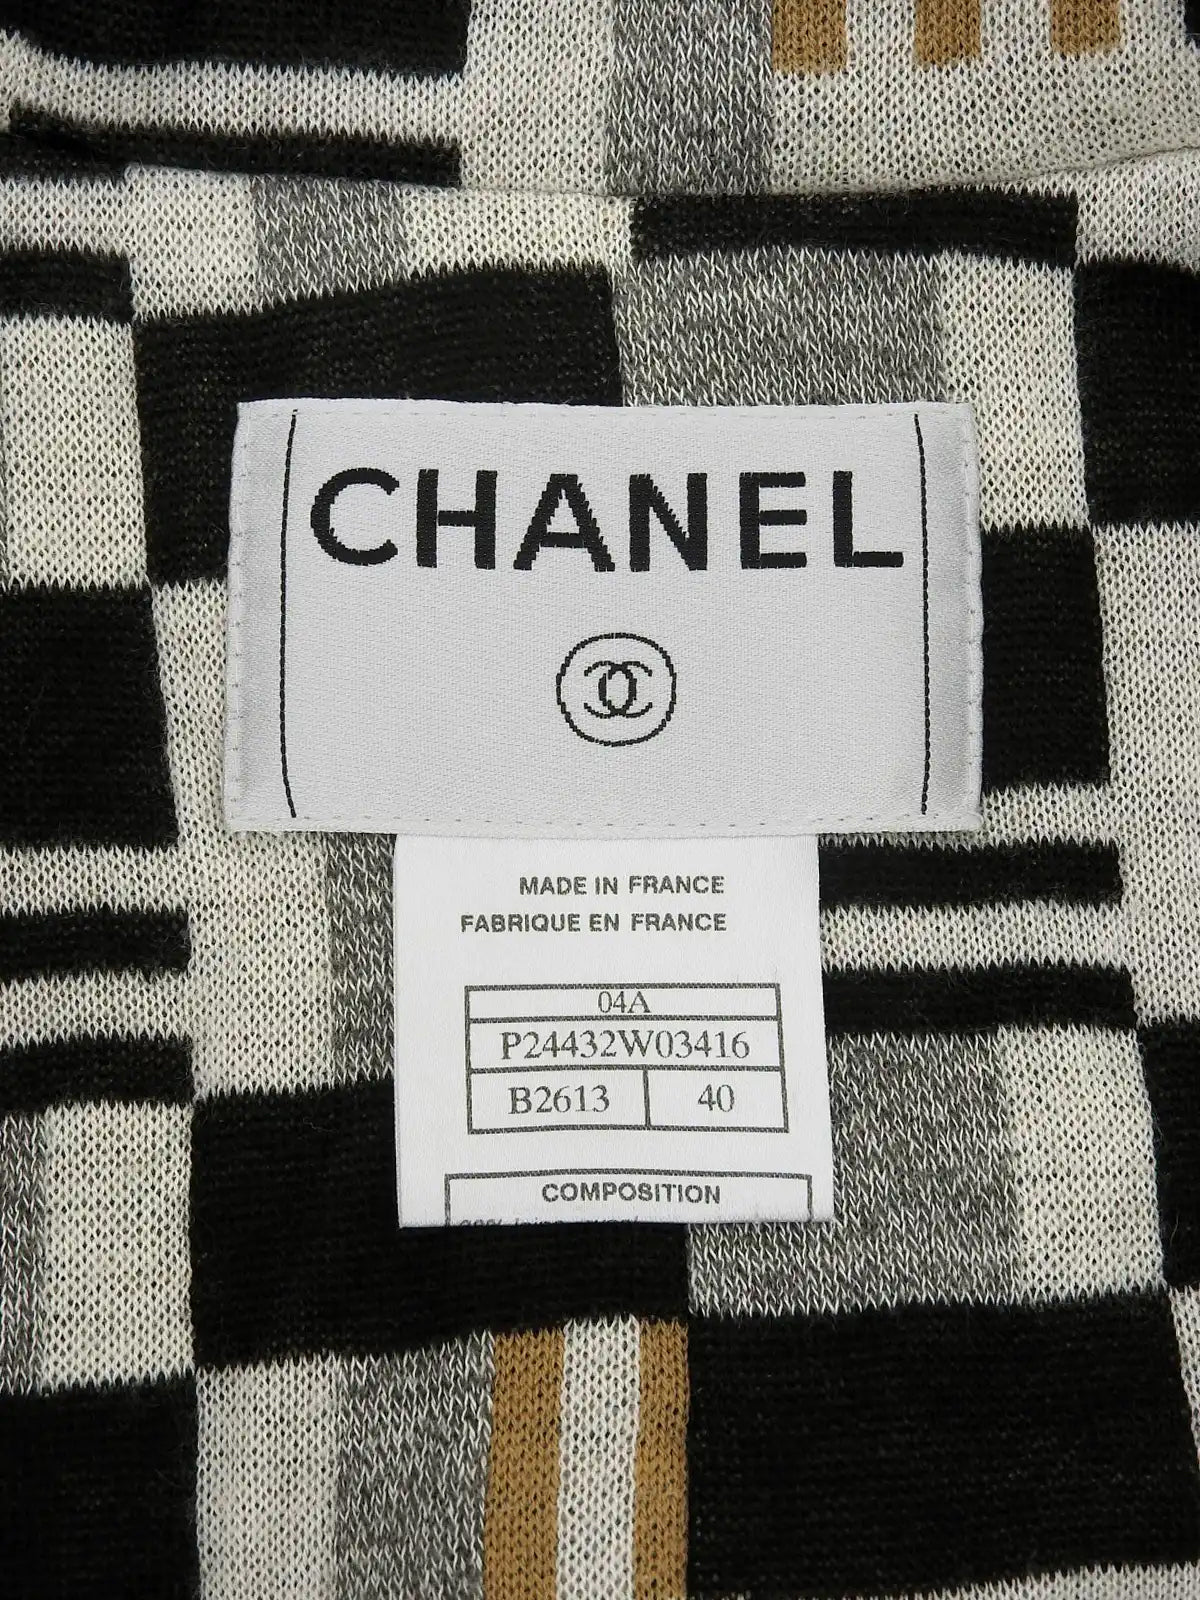 CHANEL
MADE IN FRANCE
FABRIQUE EN FRANCE
04A
P24432W03416
B2613 40
COMPOSITION